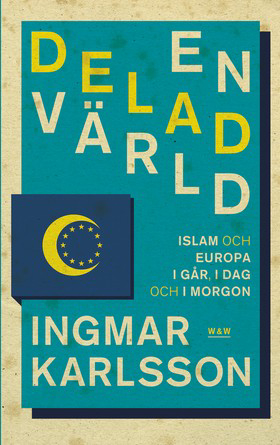 EN
DELAD
VÄRLD
ISLAM OCH
EUROPA
I GÅR, I DAG
OCH I MORGON
INGMAR
W&W
KARLSSON